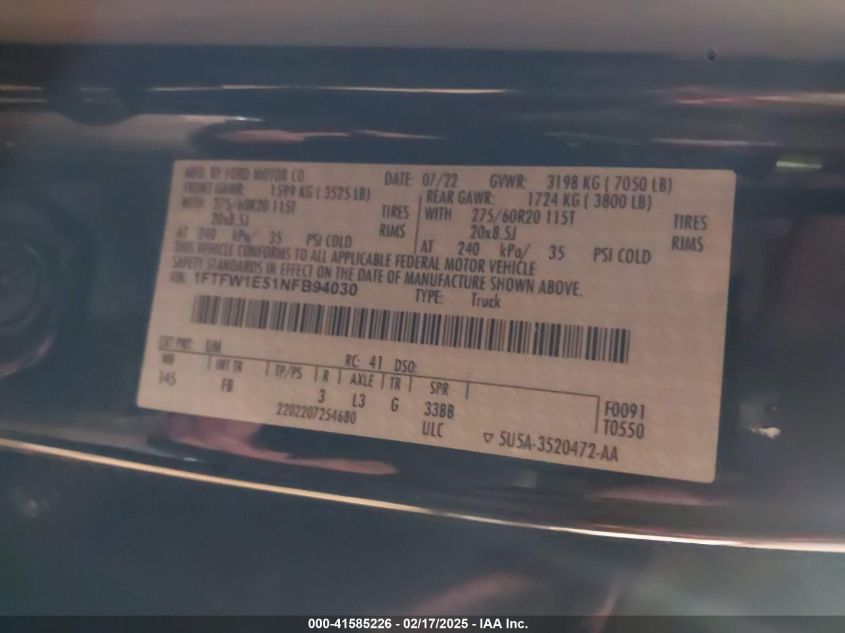 MFD. BY FORD MOTOR CO DATE: 07/22 GVWR: 3198 KG ( 7050 LB)
FRONT GAWR: 1599 KG ( 3525 LB) REAR GAWR: 1724 KG ( 3800 LB)
WITH 275/60R20 115T TIRES WITH 275/60R20 115T TIRES
20x8.5J RIMS 20x8.5J RIMS
AT 240 kPa/ 35 PSI COLD AT 240 kPa/ 35 PSI COLD
THIS VEHICLE CONFORMS TO ALL APPLICABLE FEDERAL MOTOR VEHICLE
SAFETY STANDARDS IN EFFECT ON THE DATE OF MANUFACTURE SHOWN ABOVE.
VIN: 1FTFW1E51NFB94030 TYPE: Truck
EXT PNT: UM RC: 41 DSO:
WB INT TR TP/PS R AXLE TR SPR
145 FB 3 L3 G 33BB F0091
2202207254680 ULC T0550
▽ 5U5A-3520472-AA
000-41585226 - 02/17/2025 - IAA Inc.